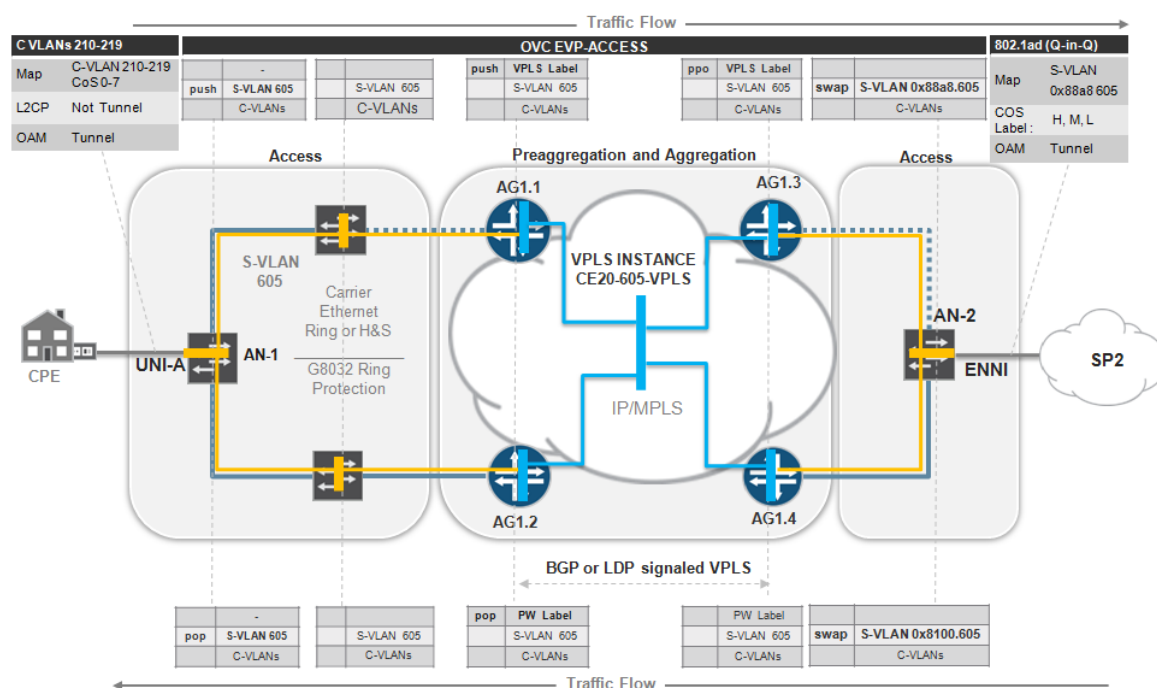 Traffic Flow
C VLANs 210-219
OVC EVP-ACCESS
802.1ad (Q-in-Q)
Map
C-VLAN 210-219
CoS 0-7
L2CP
Not Tunnel
OAM
Tunnel
-
push
S-VLAN 605
C-VLANs
S-VLAN 605
C-VLANs
push
VPLS Label
S-VLAN 605
C-VLANs
ppo
VPLS Label
S-VLAN 605
C-VLANs
swap
S-VLAN 0x88a8.605
C-VLANs
Map
S-VLAN
0x88a8 605
COS
Label :
H, M, L
OAM
Tunnel
Access
Preaggregation and Aggregation
Access
AG1.1
AG1.3
S-VLAN
605
VPLS INSTANCE
CE20-605-VPLS
Carrier
Ethernet
Ring or H&S
G8032 Ring
Protection
CPE
UNI-A
AN-1
IP/MPLS
AN-2
ENNI
SP2
AG1.2
AG1.4
BGP or LDP signaled VPLS
-
pop
S-VLAN 605
C-VLANs
S-VLAN 605
C-VLANs
pop
PW Label
S-VLAN 605
C-VLANs
PW Label
S-VLAN 605
C-VLANs
swap
S-VLAN 0x8100.605
C-VLANs
Traffic Flow